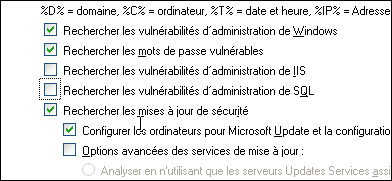 %D% = domaine, %C% = ordinateur, %T% = date et heure, %IP% = Adresse
Rechercher les vulnérabilités d'administration de Windows
Rechercher les mots de passe vulnérables
Rechercher les vulnérabilités d'administration de IIS
Rechercher les vulnérabilités d'administration de SQL
Rechercher les mises à jour de sécurité
Configurer les ordinateurs pour Microsoft Update et la configuratio
Options avancées des services de mise à jour :
Analyser en n'utilisant que les serveurs Updates Services assi